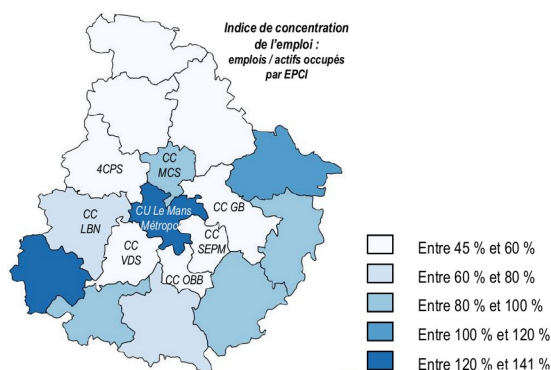 Indice de concentration
de l'emploi :
emplois / actifs occupés
par EPCI
4CPS
CC
MCS
CC
LBN
CU Le Mans
Métropol
CC GB
CC
VDS
CC
SEPM
CC OBB
Entre 45 % et 60 %
Entre 60 % et 80 %
Entre 80 % et 100 %
Entre 100 % et 120 %
Entre 120 % et 141 %